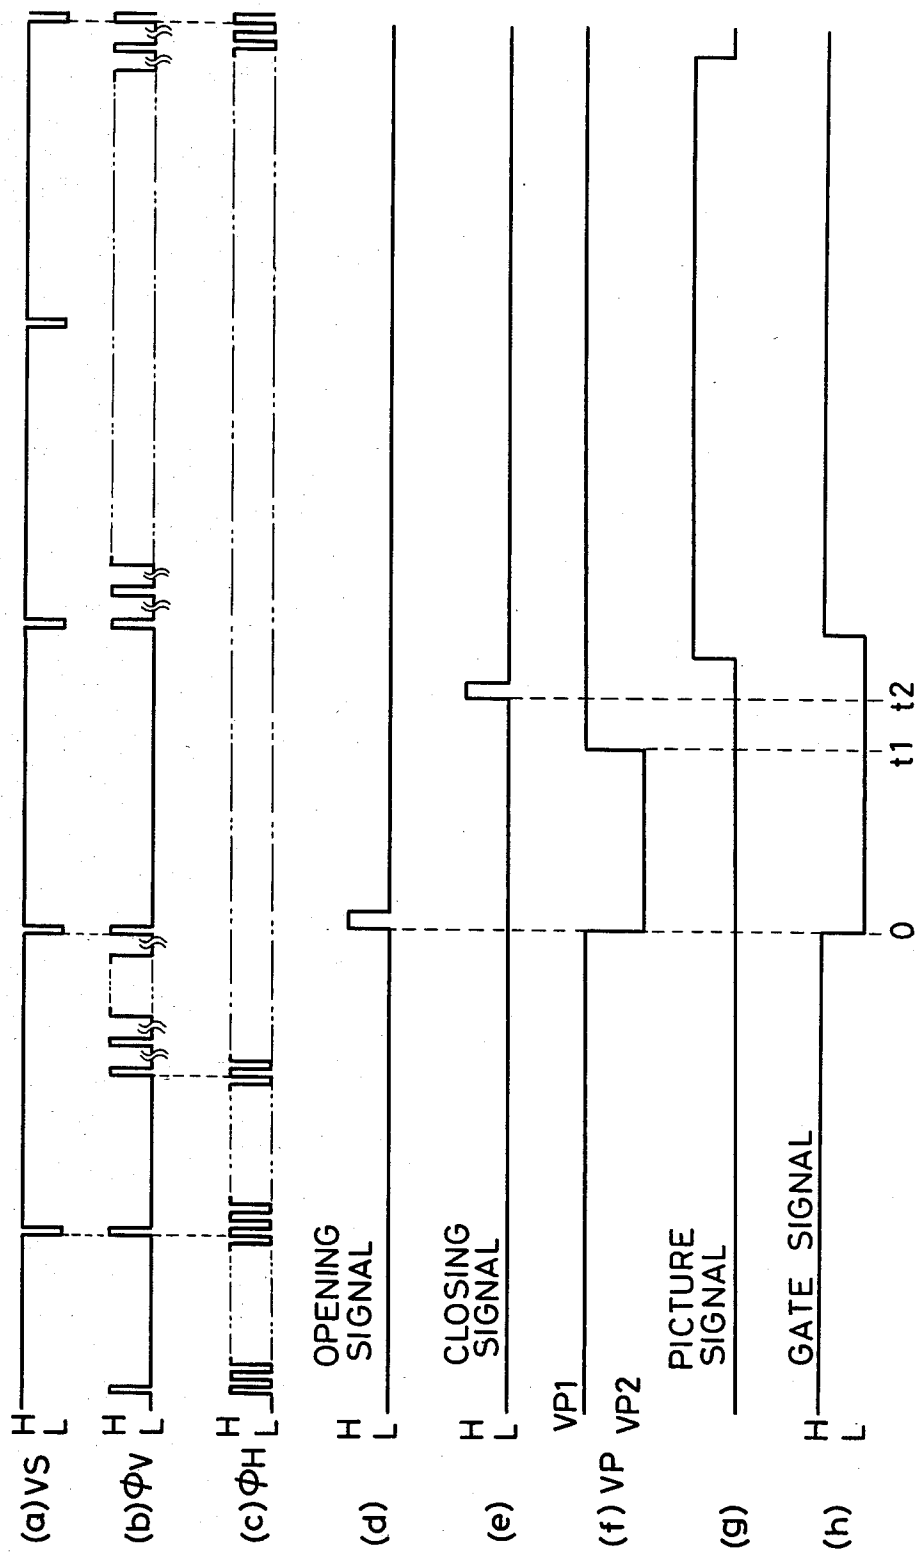 (a) VS H L
(b) ΦV H L
(c) ΦH H L
(d) H L OPENING SIGNAL
(e) H L CLOSING SIGNAL
(f) VP VP1 VP2
(g) PICTURE SIGNAL
(h) H L GATE SIGNAL
0 t1 t2